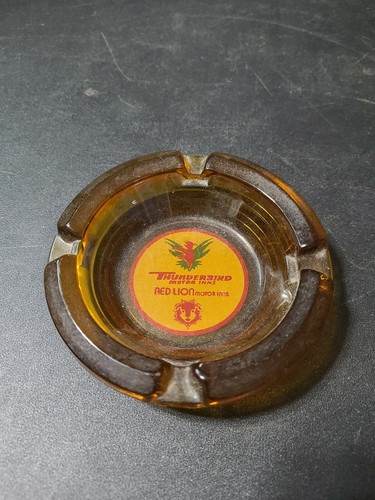 THUNDERBIRD
MOTOR INNS
RED LION MOTOR INNS